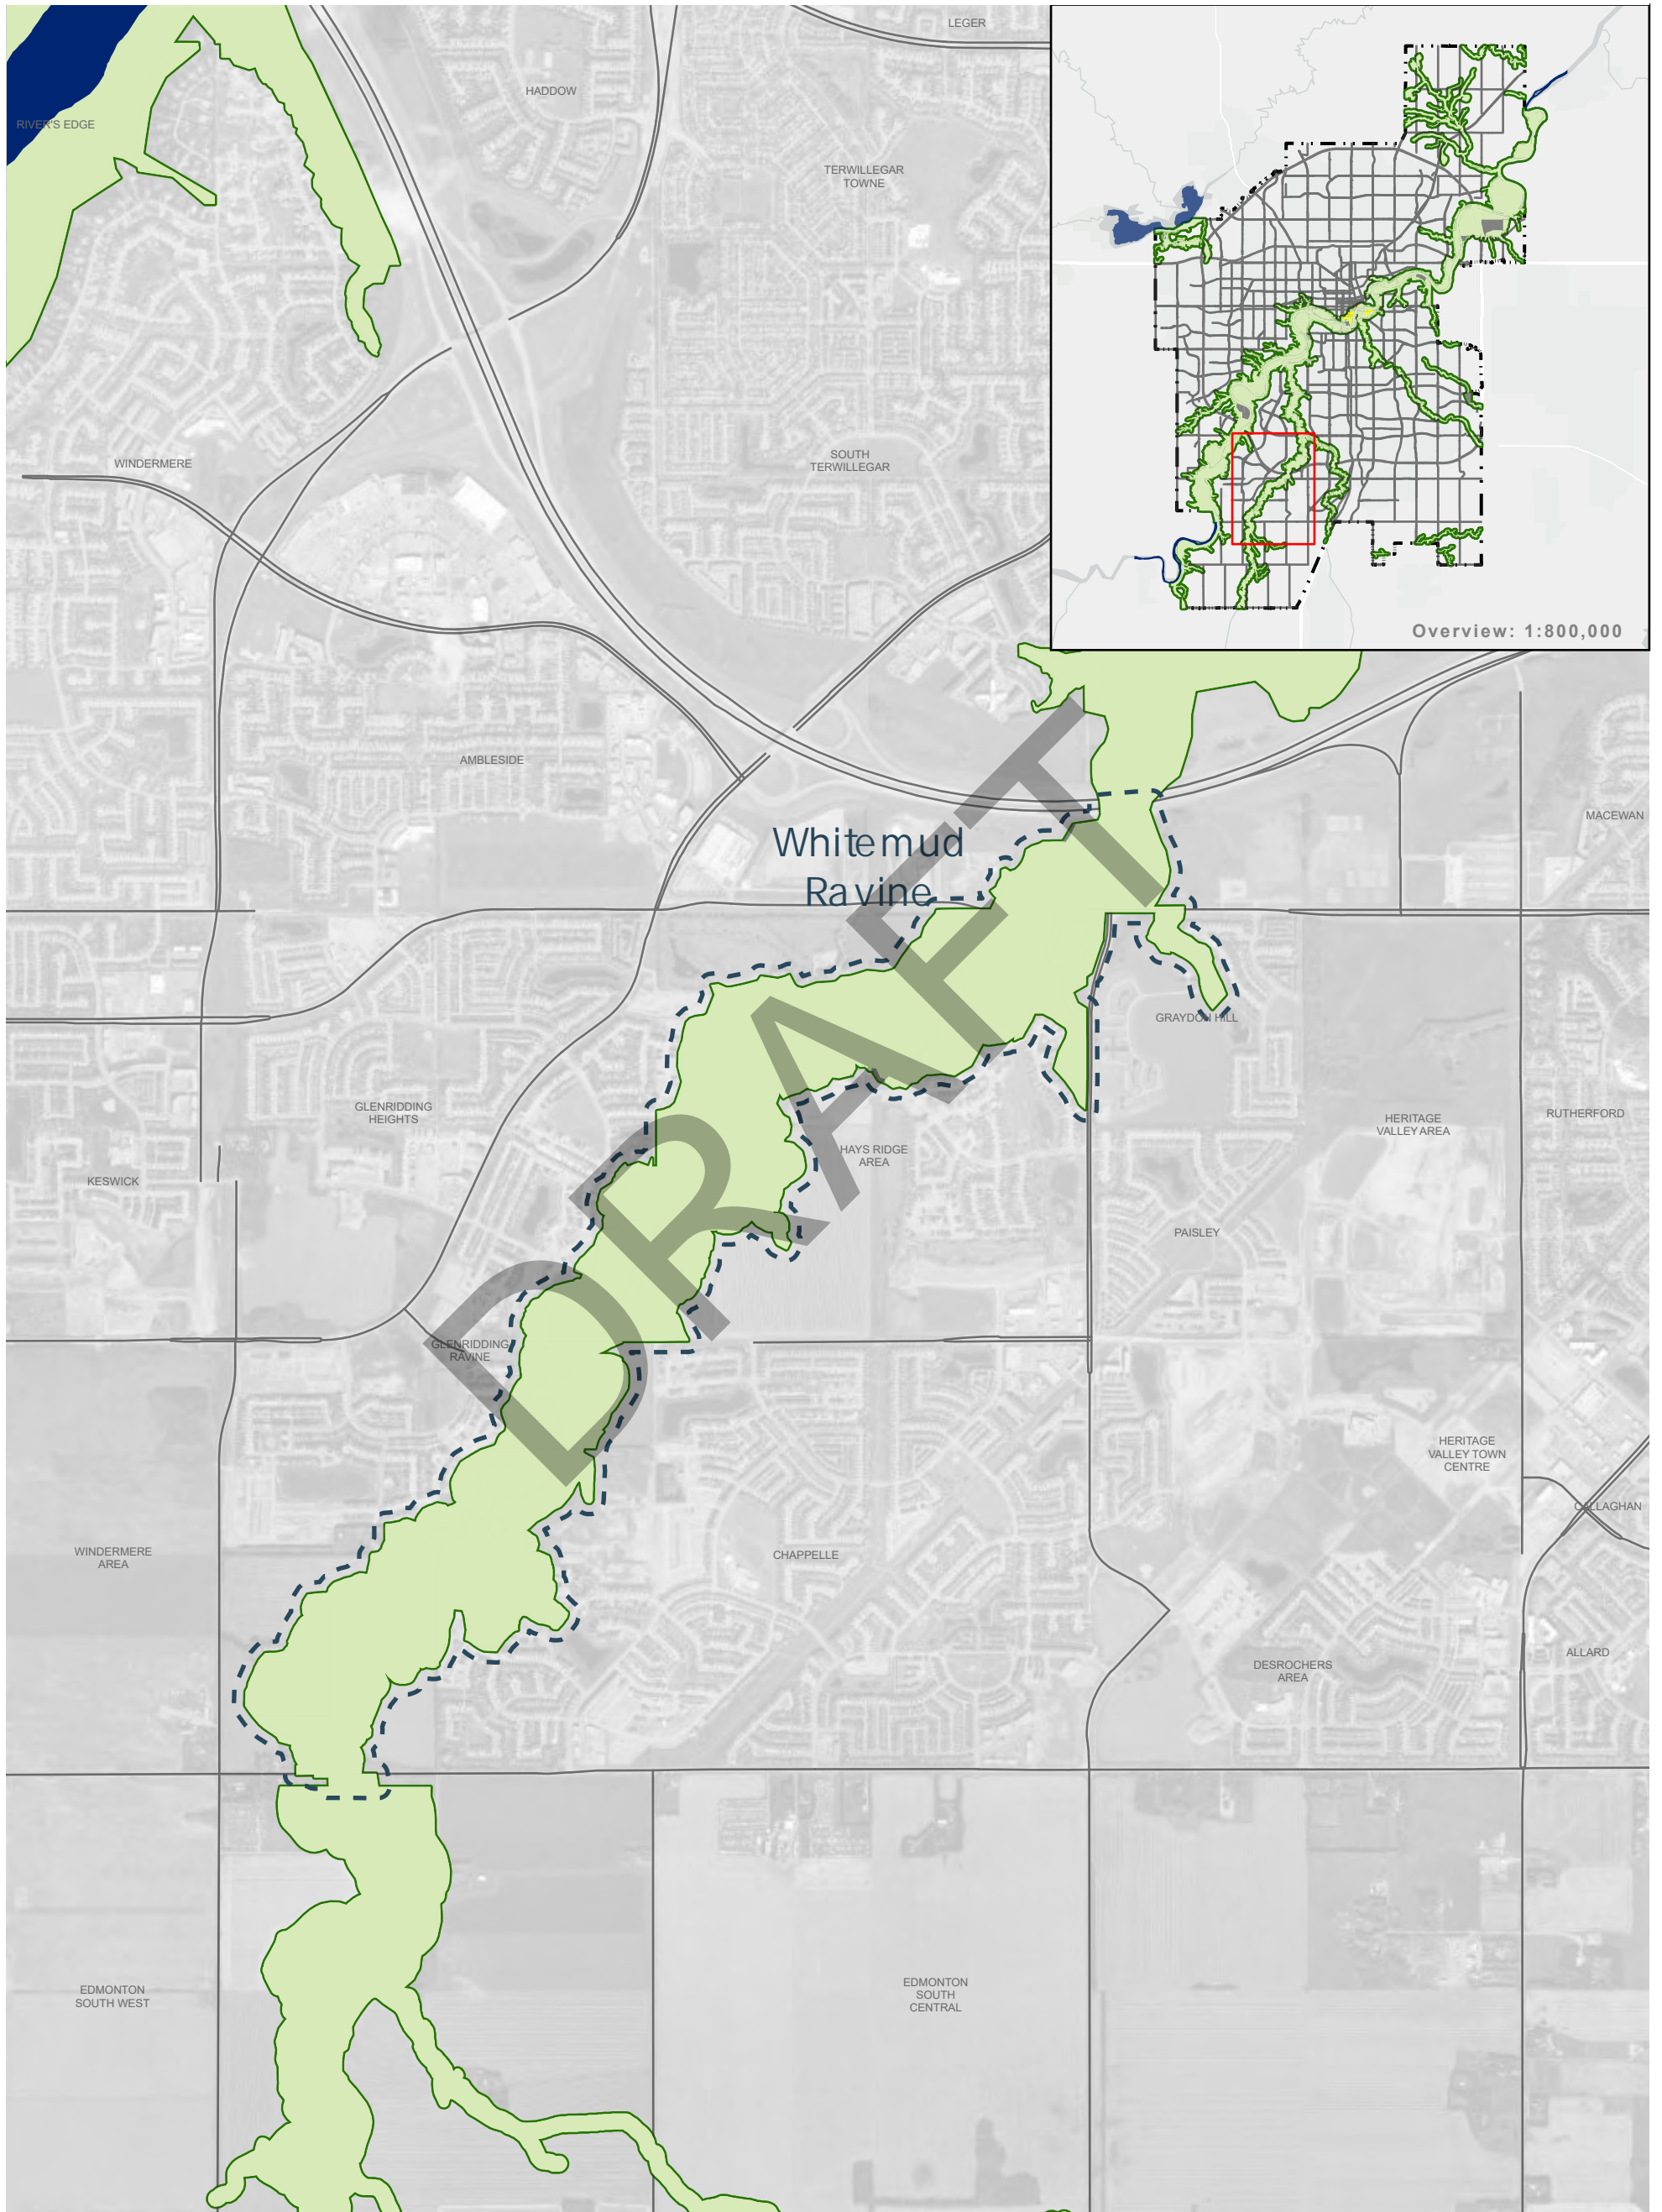 LEGER
HADDOW
RIVER'S EDGE
TERWILLEGAR
TOWNE
Overview: 1:800,000
WINDERMERE
SOUTH
TERWILLEGAR
AMBLESIDE
MACEWAN
Whitemud
Ravine
GRAYDON HILL
GLENRIDDING
HEIGHTS
HERITAGE
VALLEY AREA
RUTHERFORD
HAYS RIDGE
AREA
KESWICK
PAISLEY
DRAFT
GLENRIDDING
RAVINE
HERITAGE
VALLEY TOWN
CENTRE
CALLAGHAN
WINDERMERE
AREA
CHAPPELLE
DESROCHERS
AREA
ALLARD
EDMONTON
SOUTH WEST
EDMONTON
SOUTH
CENTRAL